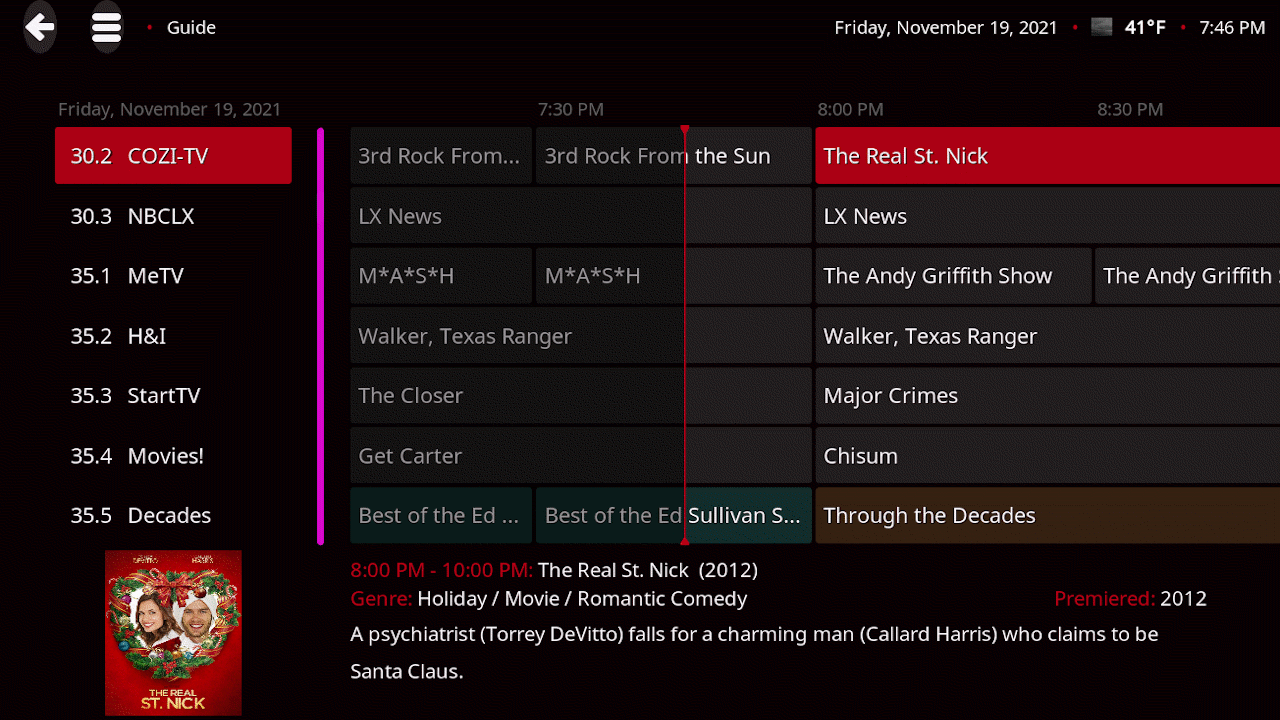 Guide
Friday, November 19, 2021 • 41°F • 7:46 PM
Friday, November 19, 2021 7:30 PM 8:00 PM 8:30 PM
30.2 COZI-TV 3rd Rock From... 3rd Rock From the Sun The Real St. Nick
30.3 NBCLX LX News LX News
35.1 MeTV M*A*S*H M*A*S*H The Andy Griffith Show The Andy Griffith
35.2 H&I Walker, Texas Ranger Walker, Texas Ranger
35.3 StartTV The Closer Major Crimes
35.4 Movies! Get Carter Chisum
35.5 Decades Best of the Ed ... Best of the Ed Sullivan S... Through the Decades
8:00 PM - 10:00 PM: The Real St. Nick (2012)
Genre: Holiday / Movie / Romantic Comedy Premiered: 2012
A psychiatrist (Torrey DeVitto) falls for a charming man (Callard Harris) who claims to be
Santa Claus.
THE REAL
ST. NICK